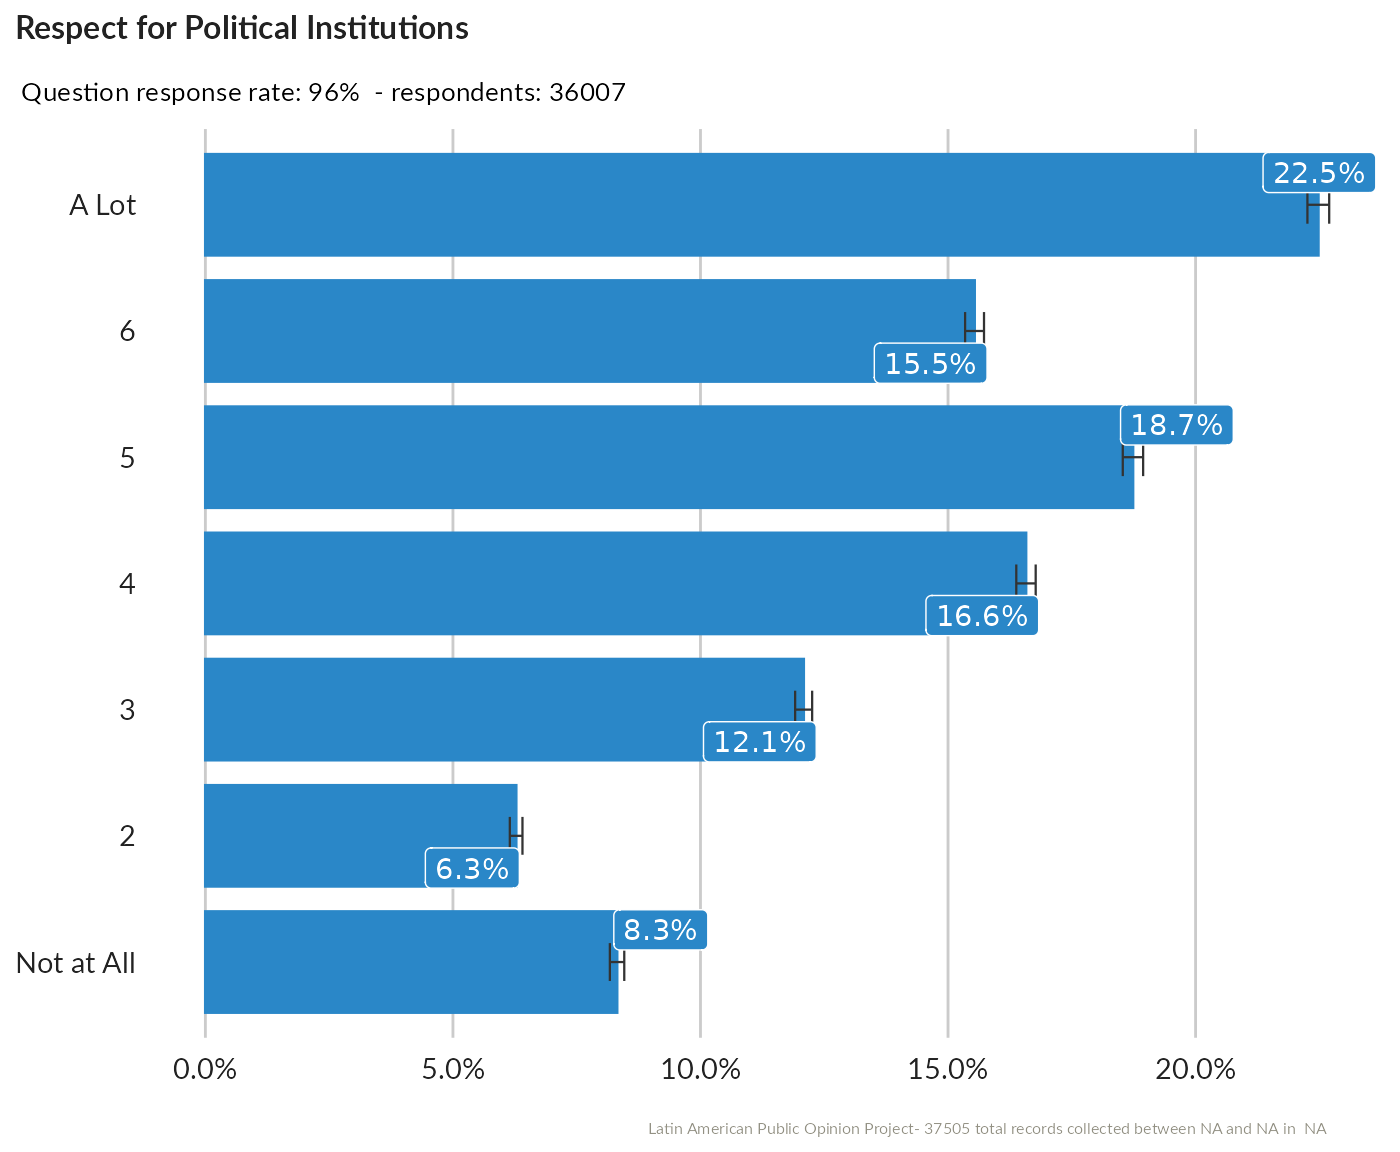 Respect for Political Institutions
Question response rate: 96%  - respondents: 36007
A Lot
22.5%
6
15.5%
5
18.7%
4
16.6%
3
12.1%
2
6.3%
Not at All
8.3%
0.0% 5.0% 10.0% 15.0% 20.0%
Latin American Public Opinion Project- 37505 total records collected between NA and NA in  NA